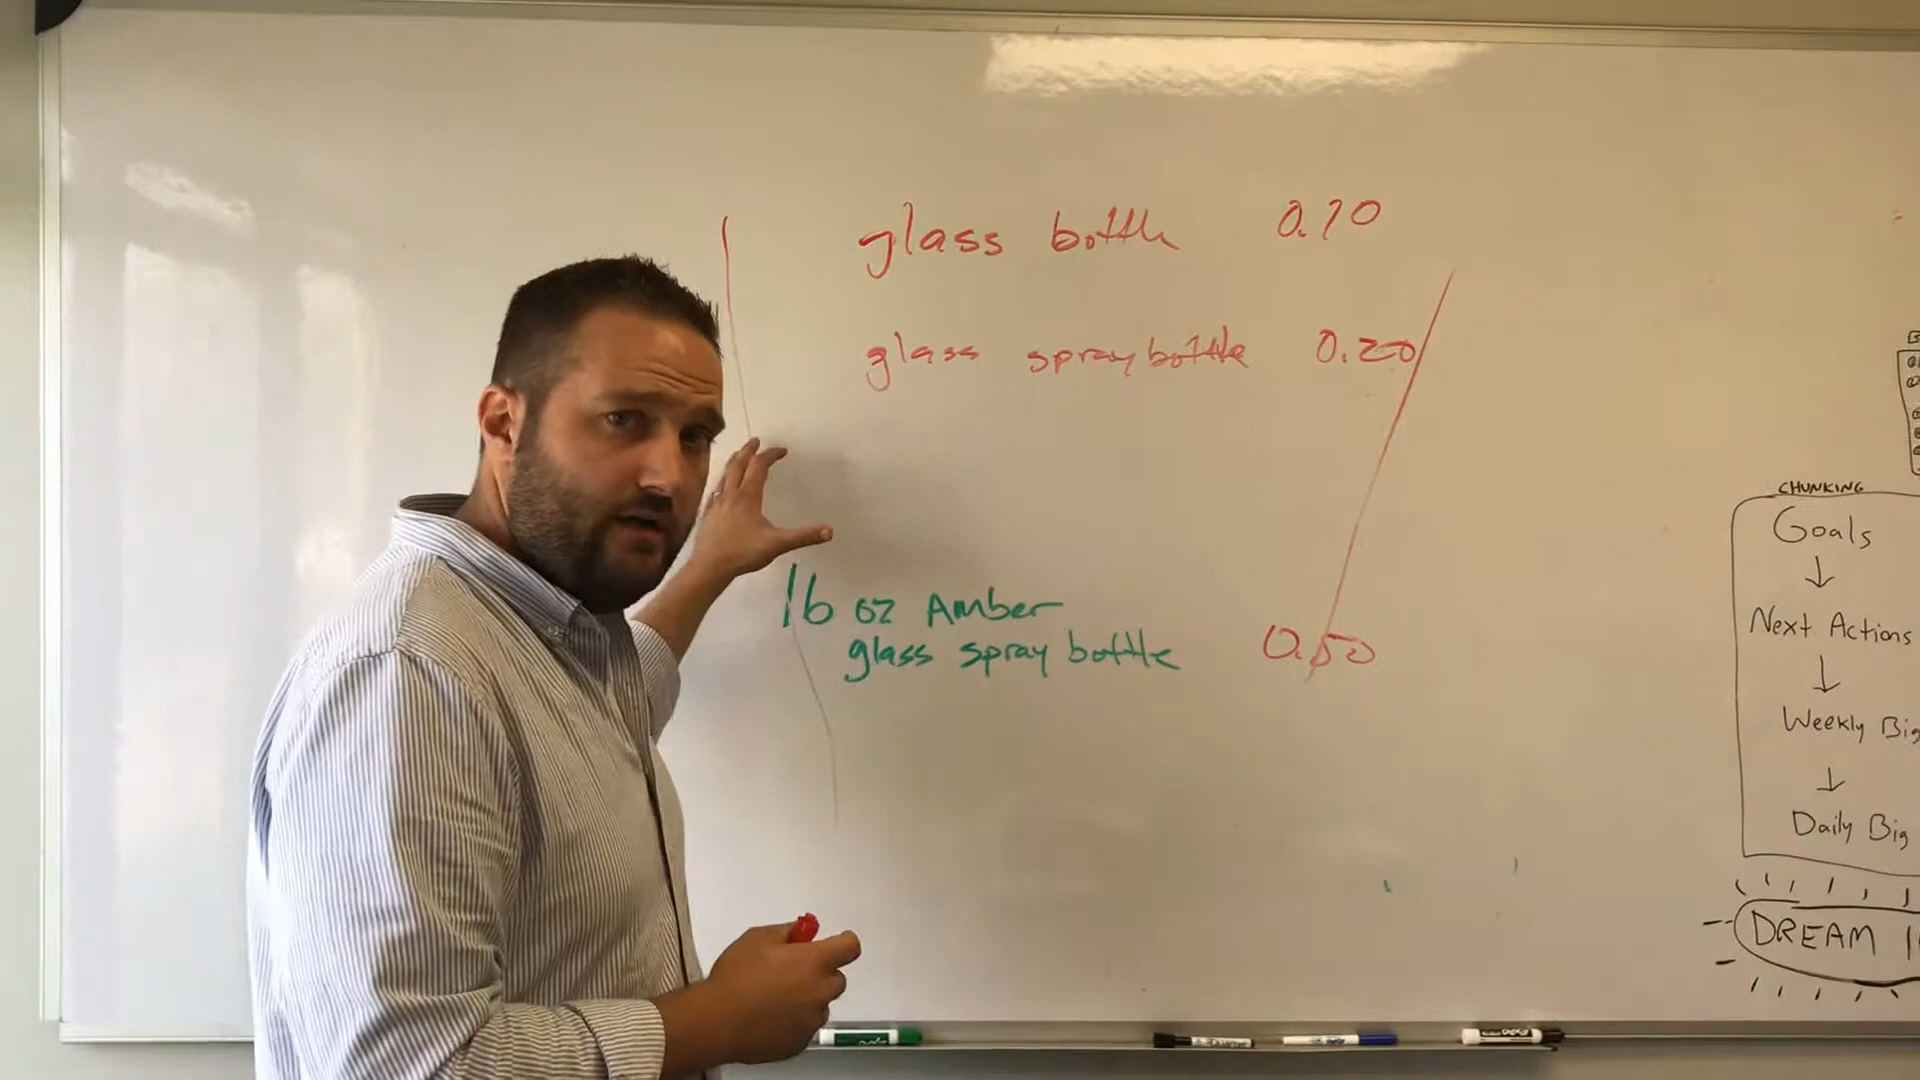 glass bottle 0.10
glass spray bottle 0.20
16 oz Amber
glass spray bottle 0.50
CHUNKING
Goals
↓
Next Actions
↓
Weekly Big
↓
Daily Big
DREAM